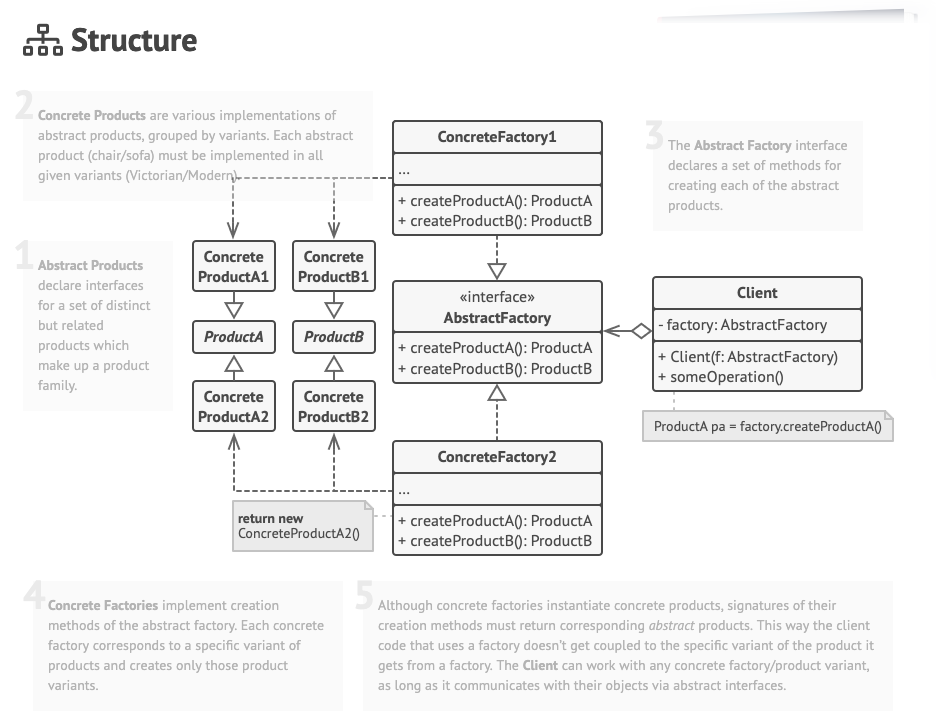 Structure
2
Concrete Products are various implementations of
abstract products, grouped by variants. Each abstract
product (chair/sofa) must be implemented in all
given variants (Victorian/Modern).
ConcreteFactory1
...
+ createProductA(): ProductA
+ createProductB(): ProductB
3
The Abstract Factory interface
declares a set of methods for
creating each of the abstract
products.
1
Abstract Products
declare interfaces
for a set of distinct
but related
products which
make up a product
family.
Concrete
ProductA1
Concrete
ProductB1
ProductA
ProductB
Concrete
ProductA2
Concrete
ProductB2
«interface»
AbstractFactory
+ createProductA(): ProductA
+ createProductB(): ProductB
Client
- factory: AbstractFactory
+ Client(f: AbstractFactory)
+ someOperation()
ProductA pa = factory.createProductA()
ConcreteFactory2
...
+ createProductA(): ProductA
+ createProductB(): ProductB
return new
ConcreteProductA2()
4
Concrete Factories implement creation
methods of the abstract factory. Each concrete
factory corresponds to a specific variant of
products and creates only those product
variants.
5
Although concrete factories instantiate concrete products, signatures of their
creation methods must return corresponding abstract products. This way the client
code that uses a factory doesn't get coupled to the specific variant of the product it
gets from a factory. The Client can work with any concrete factory/product variant,
as long as it communicates with their objects via abstract interfaces.